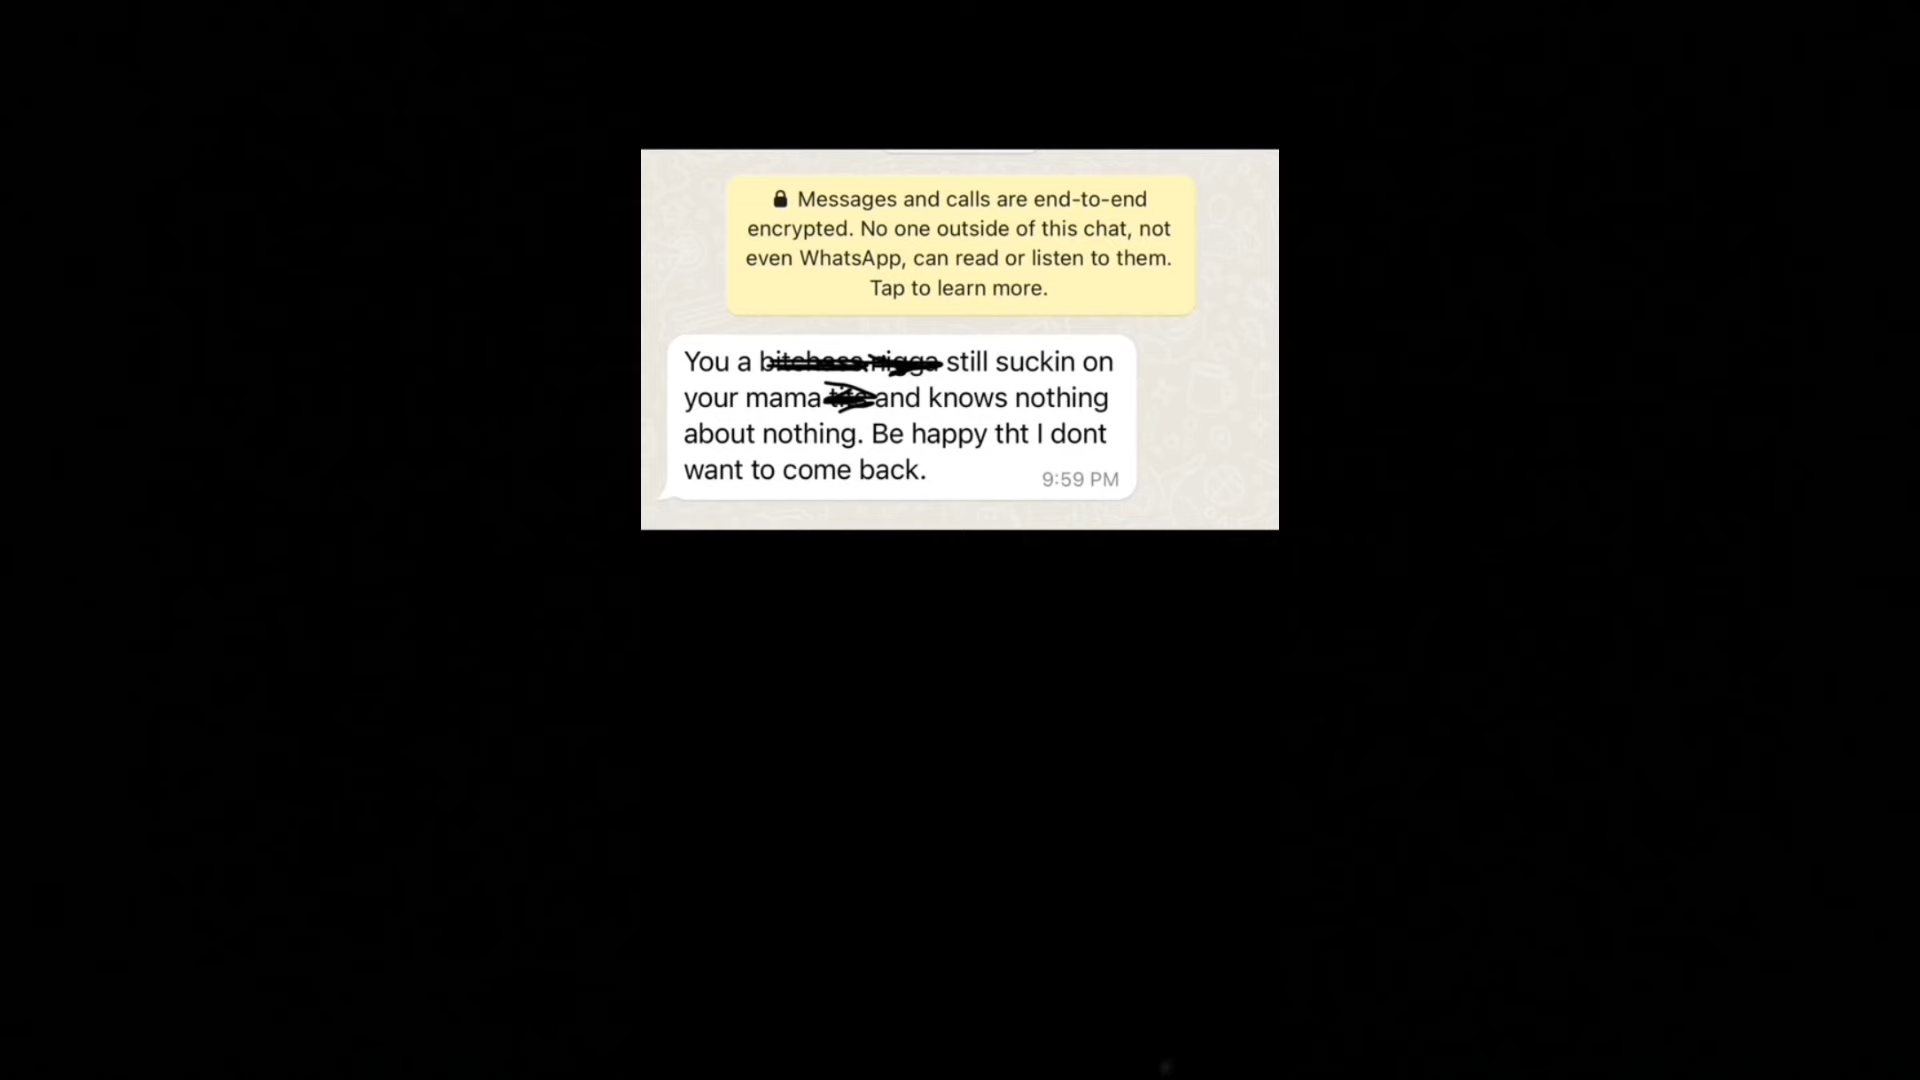 Messages and calls are end-to-end
encrypted. No one outside of this chat, not
even WhatsApp, can read or listen to them.
Tap to learn more.
You a still suckin on
your mama and knows nothing
about nothing. Be happy tht I dont
want to come back.
9:59 PM